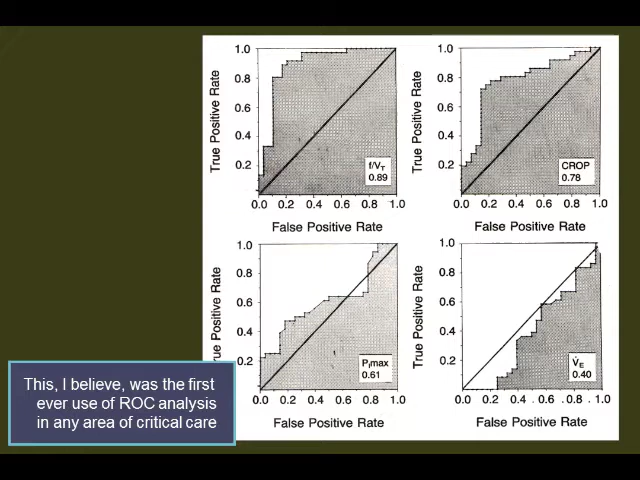 1.0
0.8
0.6
0.4
0.2
True Positive Rate
f/VT
0.89
0.0 0.2 0.4 0.6 0.8 1.0
False Positive Rate
1.0
0.8
0.6
0.4
0.2
True Positive Rate
CROP
0.78
0.0 0.2 0.4 0.6 0.8 1.0
False Positive Rate
1.0
0.8
0.6
0.4
0.2
Positive Rate
PImax
0.61
0.0 0.2 0.4 0.6 0.8 1.0
False Positive Rate
1.0
0.8
0.6
0.4
0.2
True Positive Rate
V̇E
0.40
0.0 0.2 0.4 0.6 0.8 1.0
False Positive Rate
This, I believe, was the first
ever use of ROC analysis
in any area of critical care